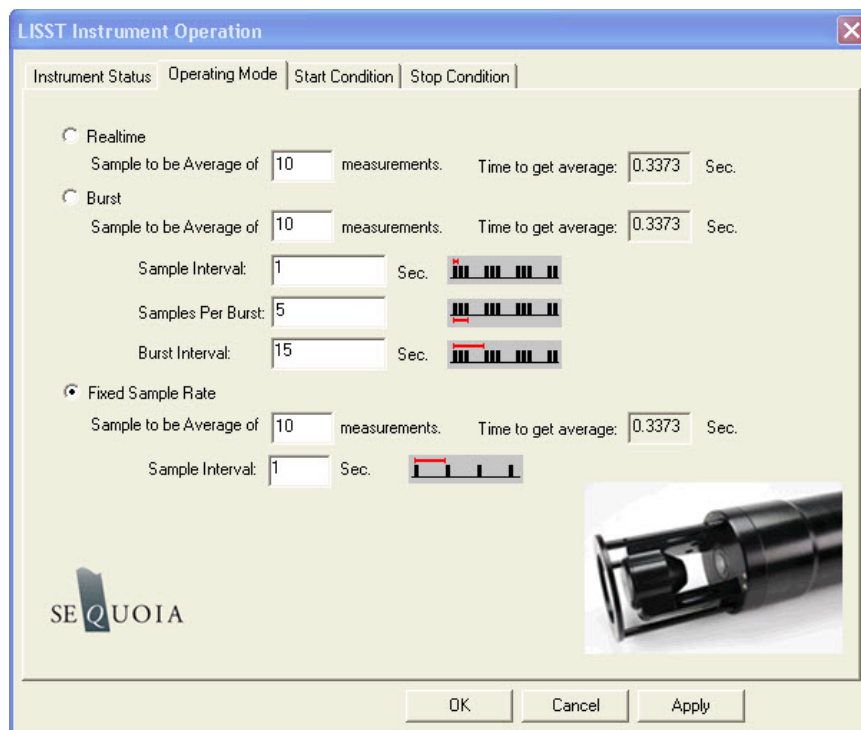 LISST Instrument Operation
Instrument Status Operating Mode Start Condition Stop Condition
Realtime
Sample to be Average of 10 measurements. Time to get average: 0.3373 Sec.
Burst
Sample to be Average of 10 measurements. Time to get average: 0.3373 Sec.
Sample Interval: 1 Sec.
Samples Per Burst: 5
Burst Interval: 15 Sec.
Fixed Sample Rate
Sample to be Average of 10 measurements. Time to get average: 0.3373 Sec.
Sample Interval: 1 Sec.
SEQUOIA
OK Cancel Apply